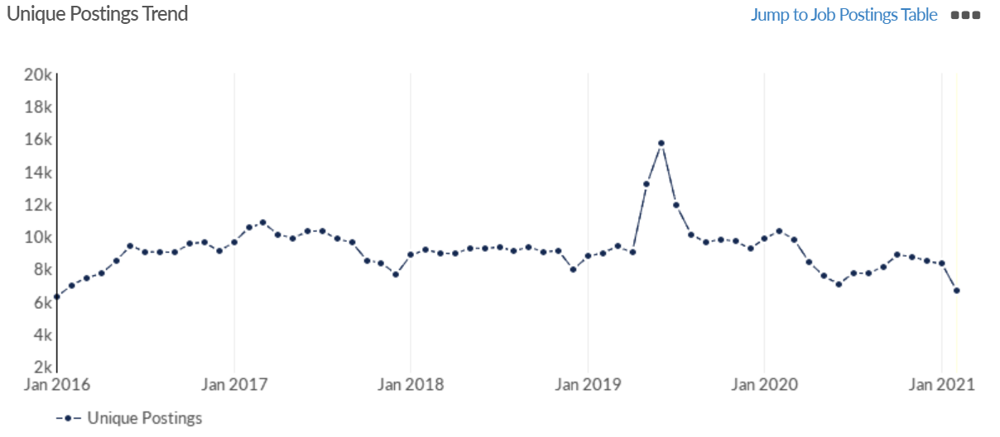 Unique Postings Trend
Jump to Job Postings Table
20k
18k
16k
14k
12k
10k
8k
6k
4k
2k
Jan 2016 Jan 2017 Jan 2018 Jan 2019 Jan 2020 Jan 2021
Unique Postings